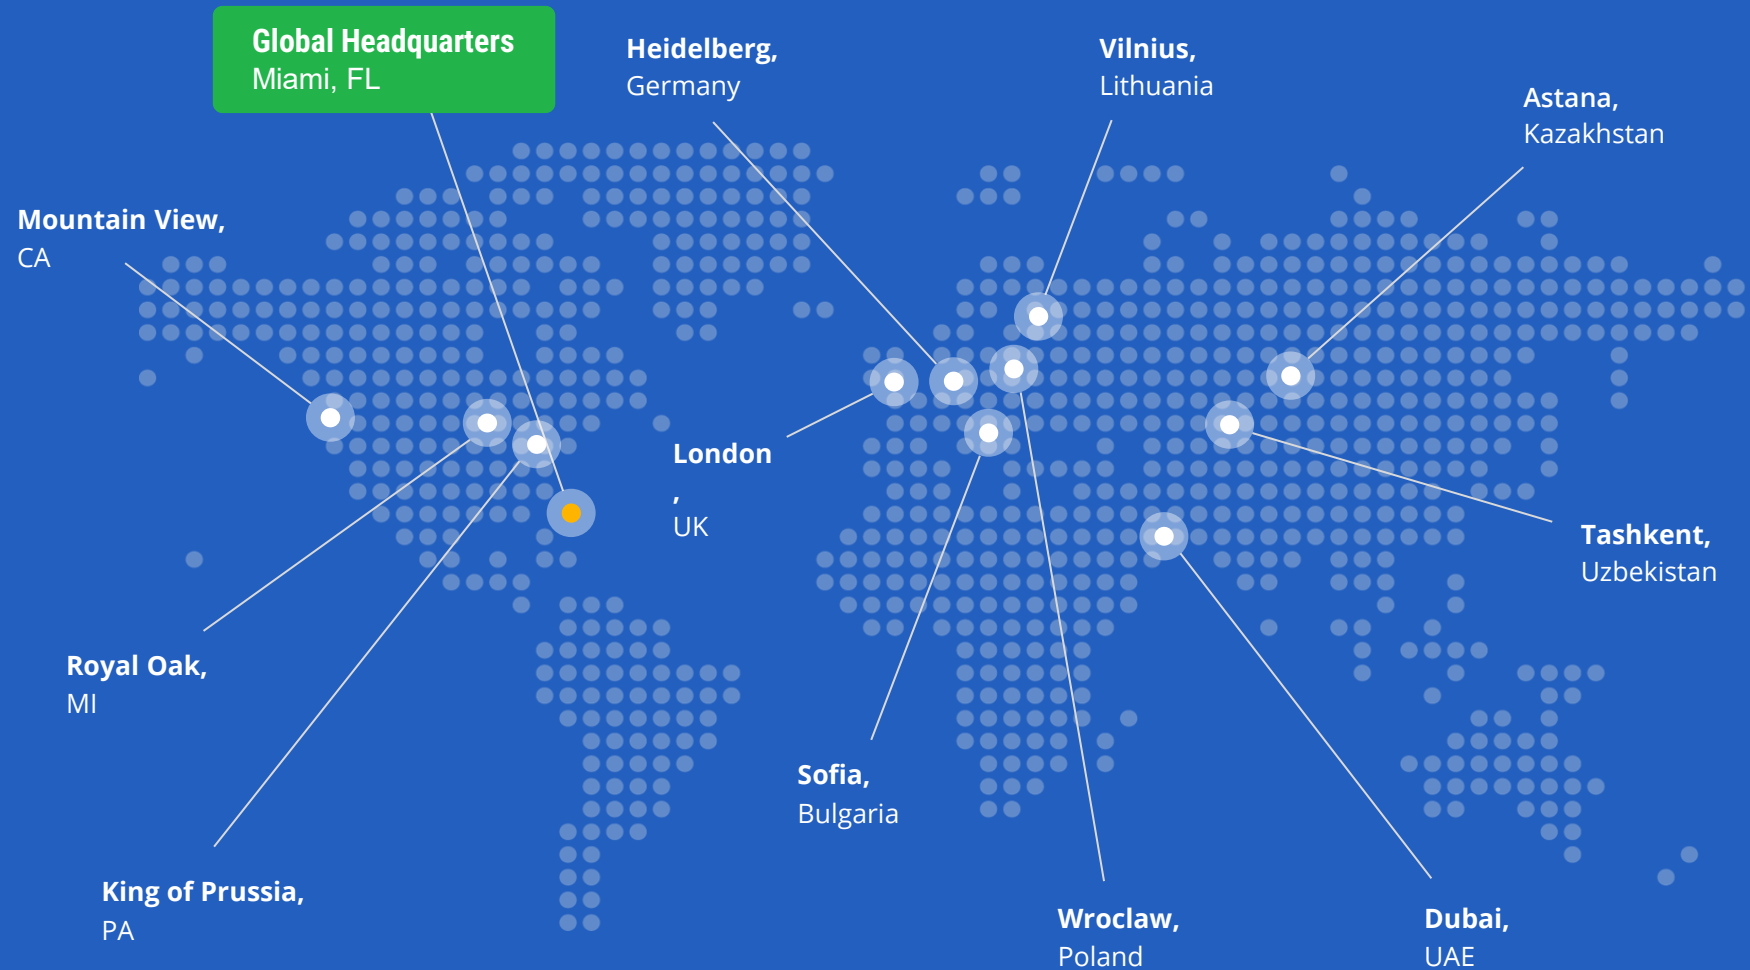 Global Headquarters
Miami, FL
Heidelberg,
Germany
Vilnius,
Lithuania
Astana,
Kazakhstan
Mountain View,
CA
London
,
UK
Tashkent,
Uzbekistan
Royal Oak,
MI
Sofia,
Bulgaria
King of Prussia,
PA
Wroclaw,
Poland
Dubai,
UAE